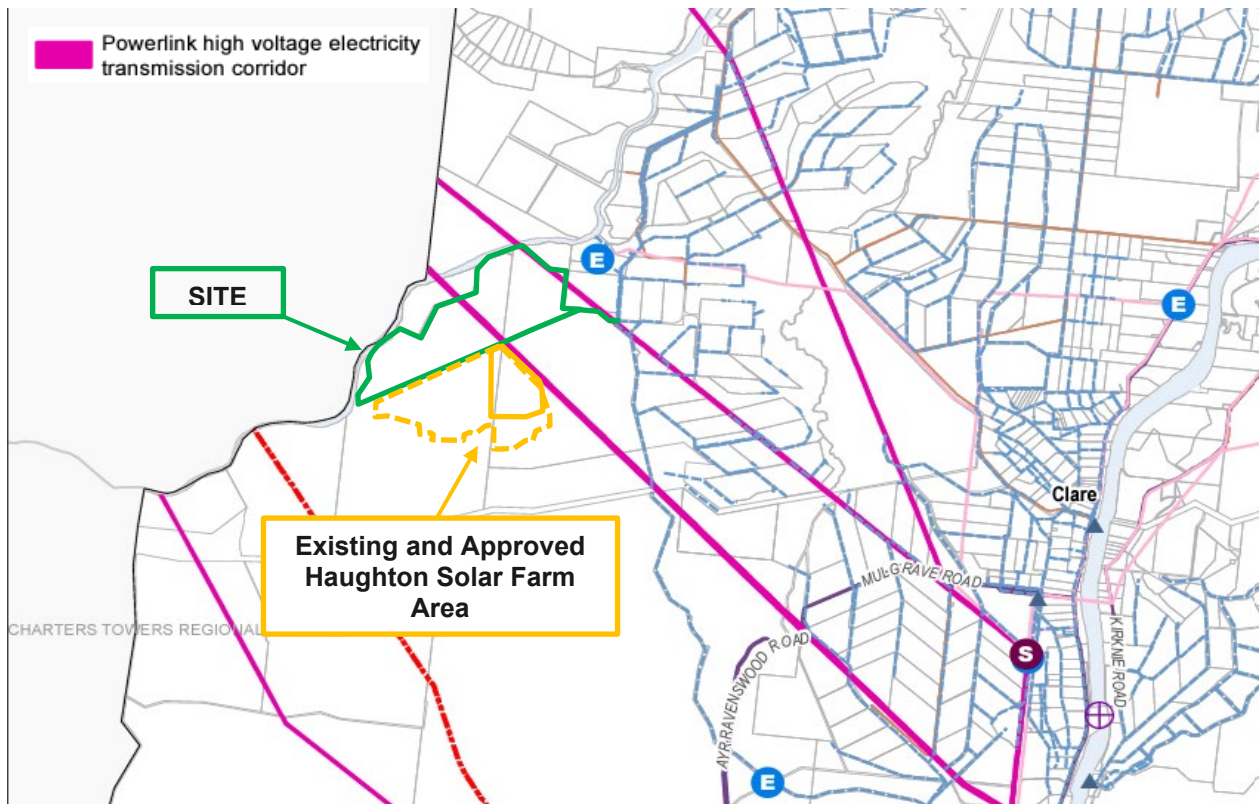 Powerlink high voltage electricity
transmission corridor
SITE
E
E
Existing and Approved
Haughton Solar Farm
Area
Clare
MULGRAVE ROAD
CHARTERS TOWERS REGIONAL
AYR RAVENSWOOD ROAD
S
KIRKNIE ROAD
E